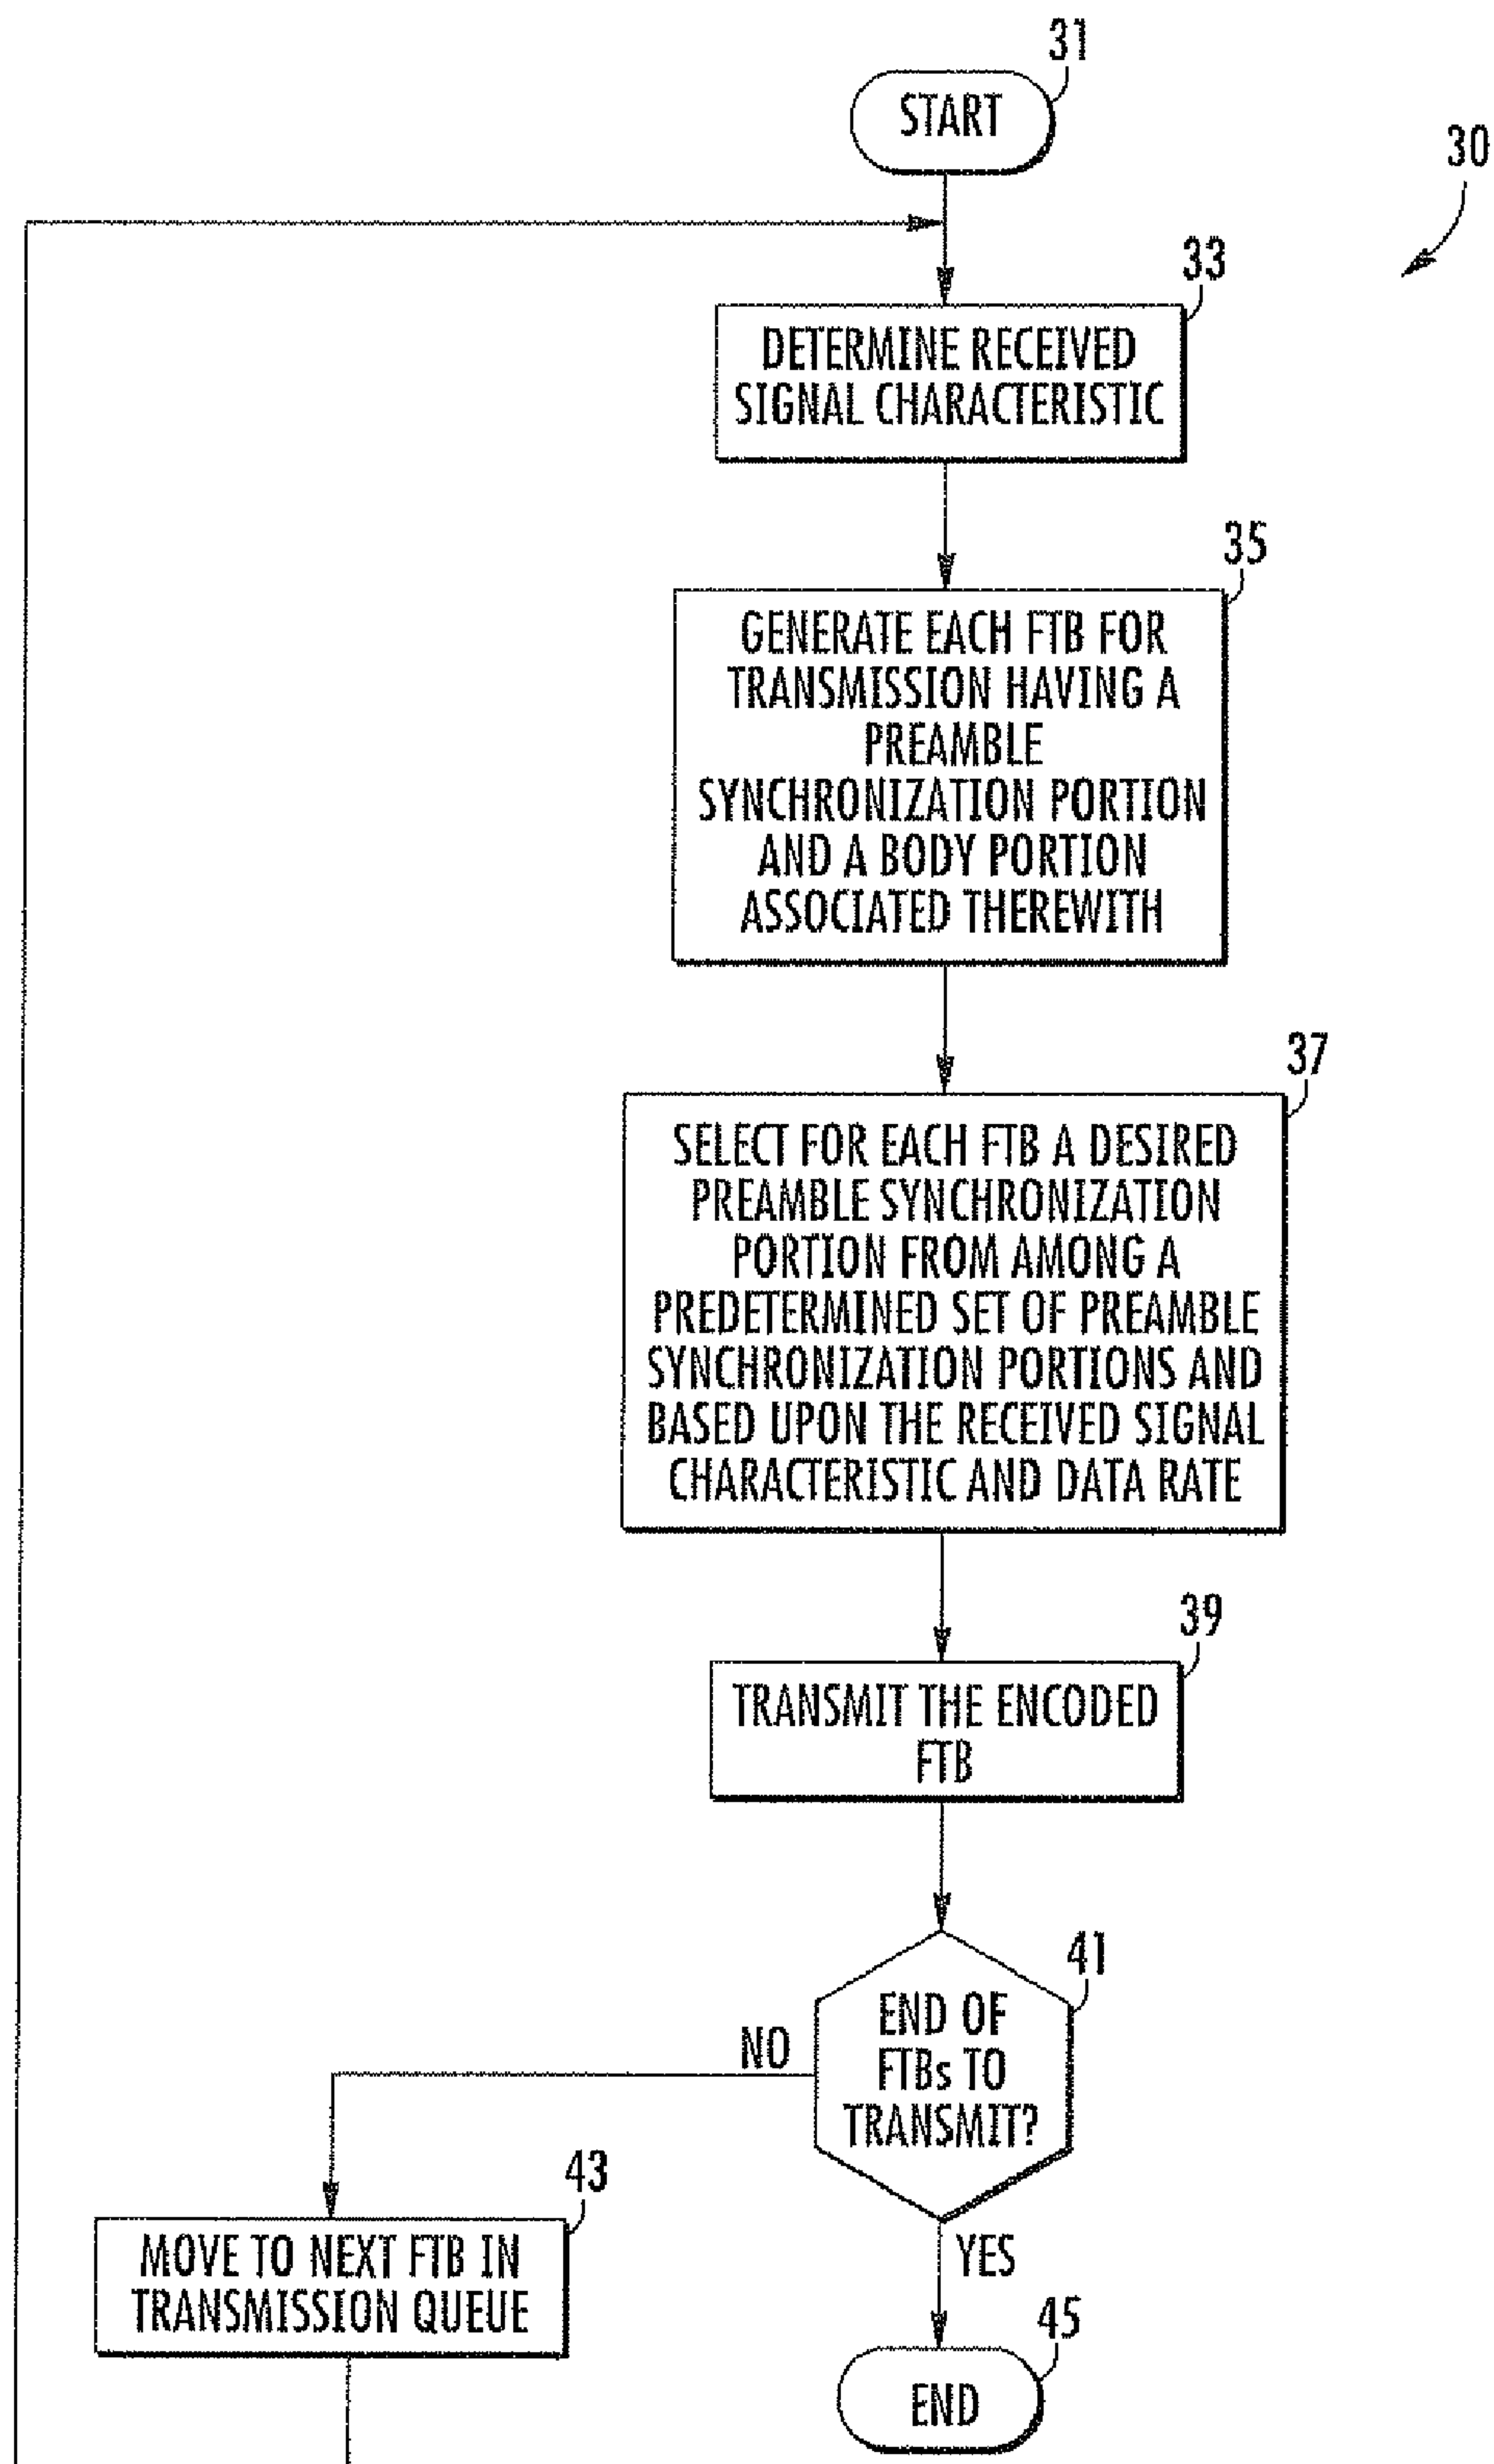 31
START
30
33
DETERMINE RECEIVED
SIGNAL CHARACTERISTIC
35
GENERATE EACH FTB FOR
TRANSMISSION HAVING A
PREAMBLE
SYNCHRONIZATION PORTION
AND A BODY PORTION
ASSOCIATED THEREWITH
37
SELECT FOR EACH FTB A DESIRED
PREAMBLE SYNCHRONIZATION
PORTION FROM AMONG A
PREDETERMINED SET OF PREAMBLE
SYNCHRONIZATION PORTIONS AND
BASED UPON THE RECEIVED SIGNAL
CHARACTERISTIC AND DATA RATE
39
TRANSMIT THE ENCODED
FTB
41
END OF
FTBs TO
TRANSMIT?
NO
43
MOVE TO NEXT FTB IN
TRANSMISSION QUEUE
YES
45
END